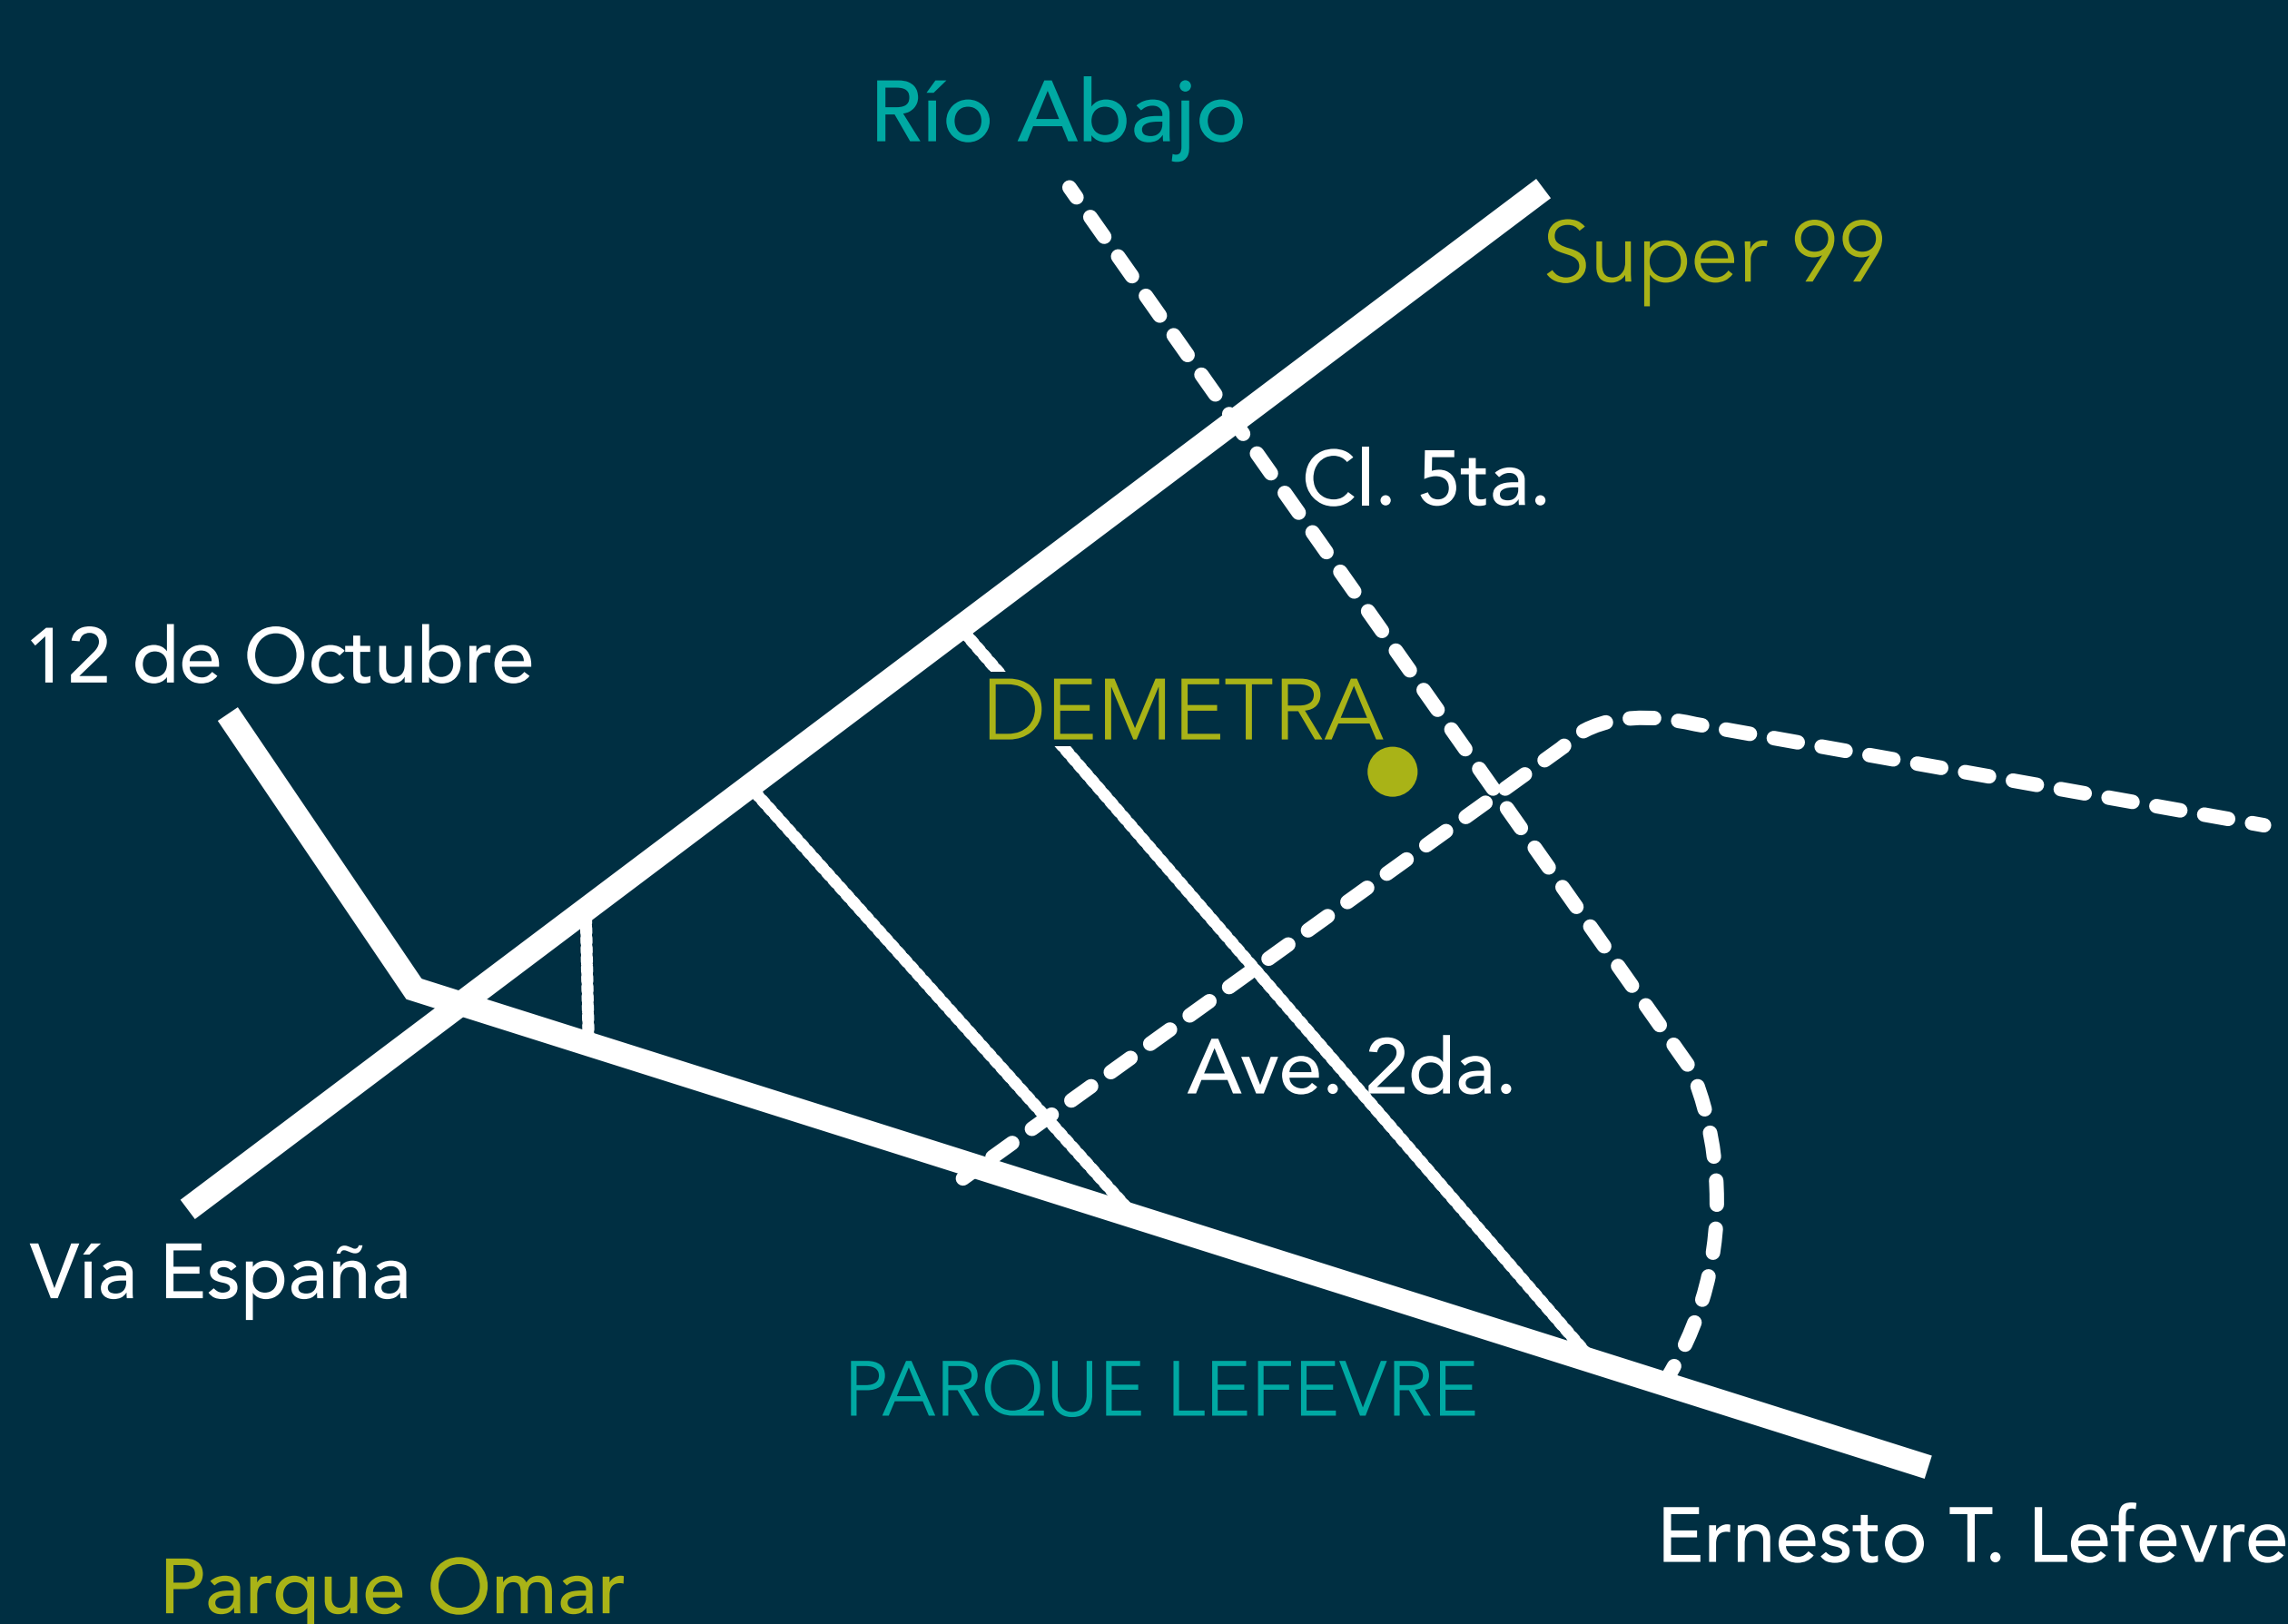 Río Abajo
Super 99
Cl. 5ta.
12 de Octubre
DEMETRA
Ave. 2da.
Vía España
PARQUE LEFEVRE
Ernesto T. Lefevre
Parque Omar